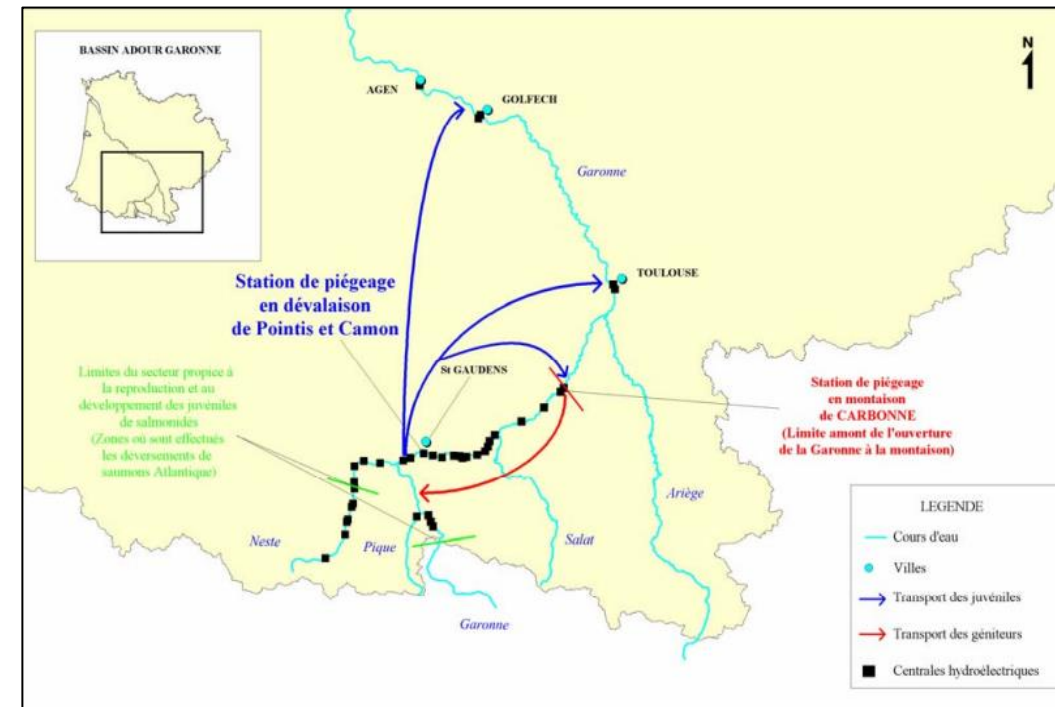 BASSIN ADOUR GARONNE
N
AGEN
GOLFECH
Garonne
Station de piégeage
en dévalaison
de Pointis et Camon
TOULOUSE
Limites du secteur propice à
la reproduction et au
développement des juvéniles
de salmonidés
(Zones où sont effectués
les déversements de
saumons Atlantique)
St GAUDENS
Station de piégeage
en montaison
de CARBONNE
(Limite amont de l'ouverture
de la Garonne à la montaison)
Neste
Pique
Salat
Ariège
Garonne
LEGENDE
Cours d'eau
Villes
Transport des juvéniles
Transport des géniteurs
Centrales hydroélectriques